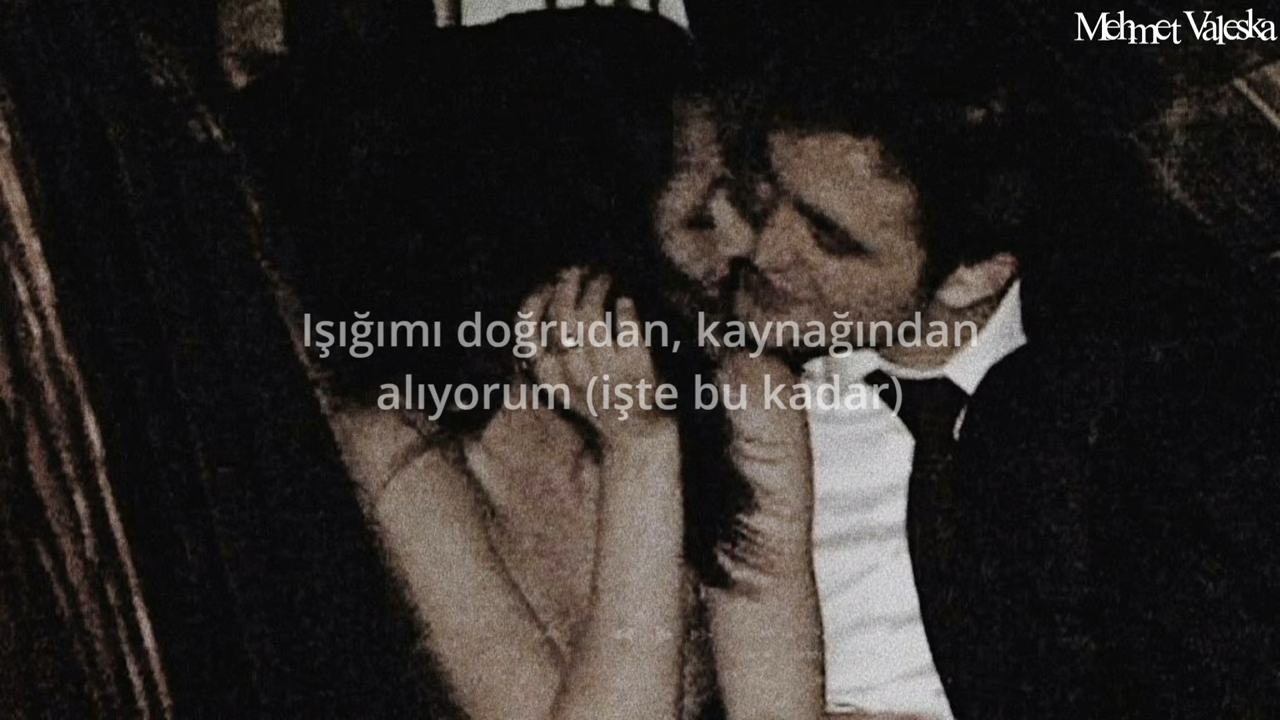 Mehmet Valeska
Işığımı doğrudan, kaynağından
alıyorum (işte bu kadar)